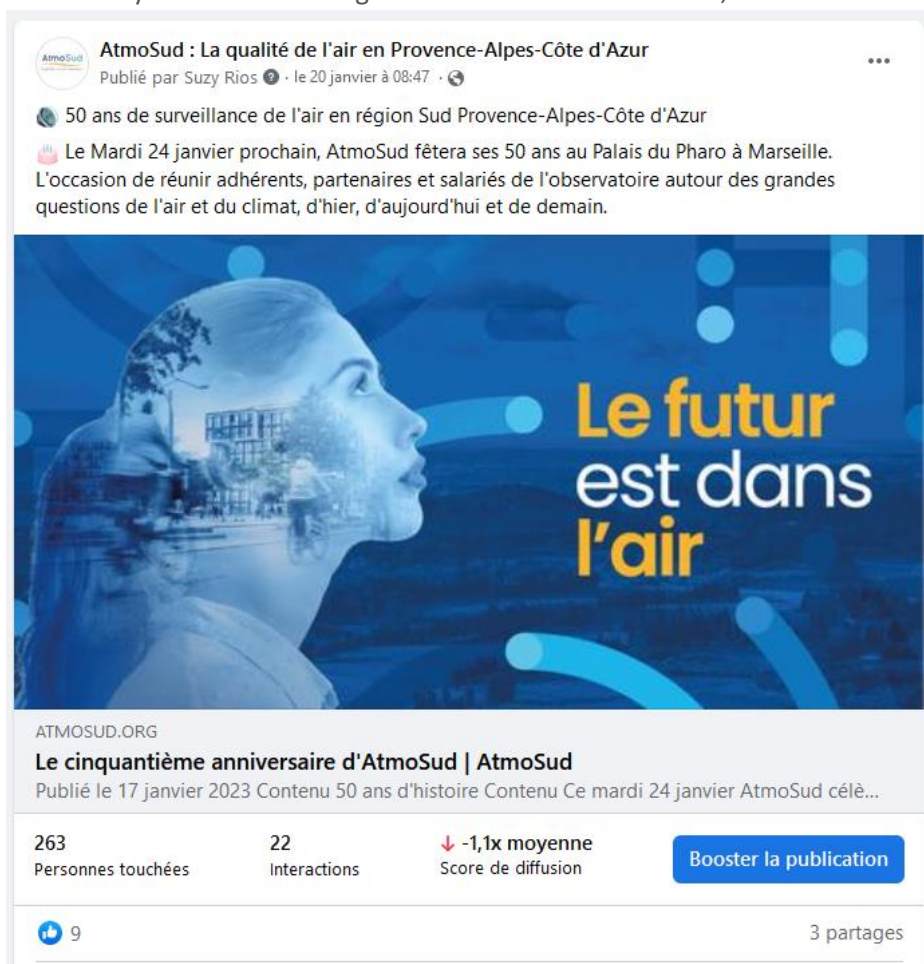 AtmoSud
AtmoSud : La qualité de l'air en Provence-Alpes-Côte d'Azur
Publié par Suzy Rios · le 20 janvier à 08:47 ·
50 ans de surveillance de l'air en région Sud Provence-Alpes-Côte d'Azur
Le Mardi 24 janvier prochain, AtmoSud fêtera ses 50 ans au Palais du Pharo à Marseille.
L'occasion de réunir adhérents, partenaires et salariés de l'observatoire autour des grandes
questions de l'air et du climat, d'hier, d'aujourd'hui et de demain.
Le futur
est dans
l'air
ATMOSUD.ORG
Le cinquantième anniversaire d'AtmoSud | AtmoSud
Publié le 17 janvier 2023 Contenu 50 ans d'histoire Contenu Ce mardi 24 janvier AtmoSud célè...
263 22 ↓ -1,1x moyenne
Personnes touchées Interactions Score de diffusion
Booster la publication
9 3 partages